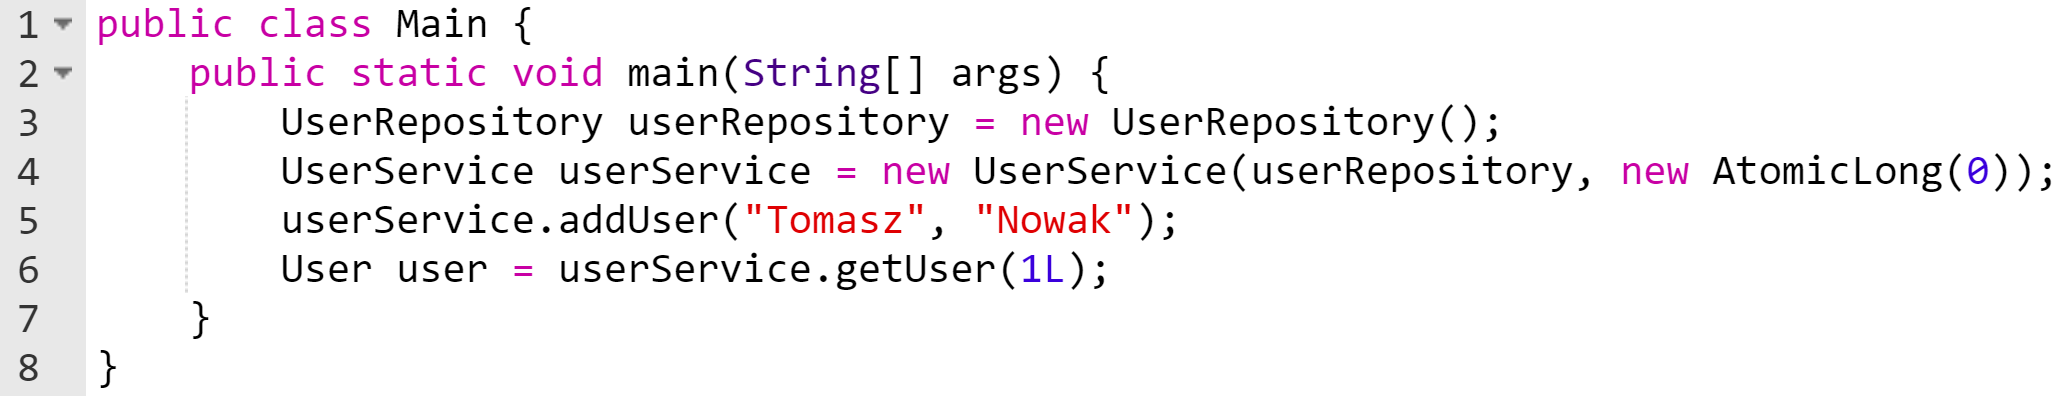 1 public class Main {
2 public static void main(String[] args) {
3 UserRepository userRepository = new UserRepository();
4 UserService userService = new UserService(userRepository, new AtomicLong(0));
5 userService.addUser("Tomasz", "Nowak");
6 User user = userService.getUser(1L);
7 }
8 }